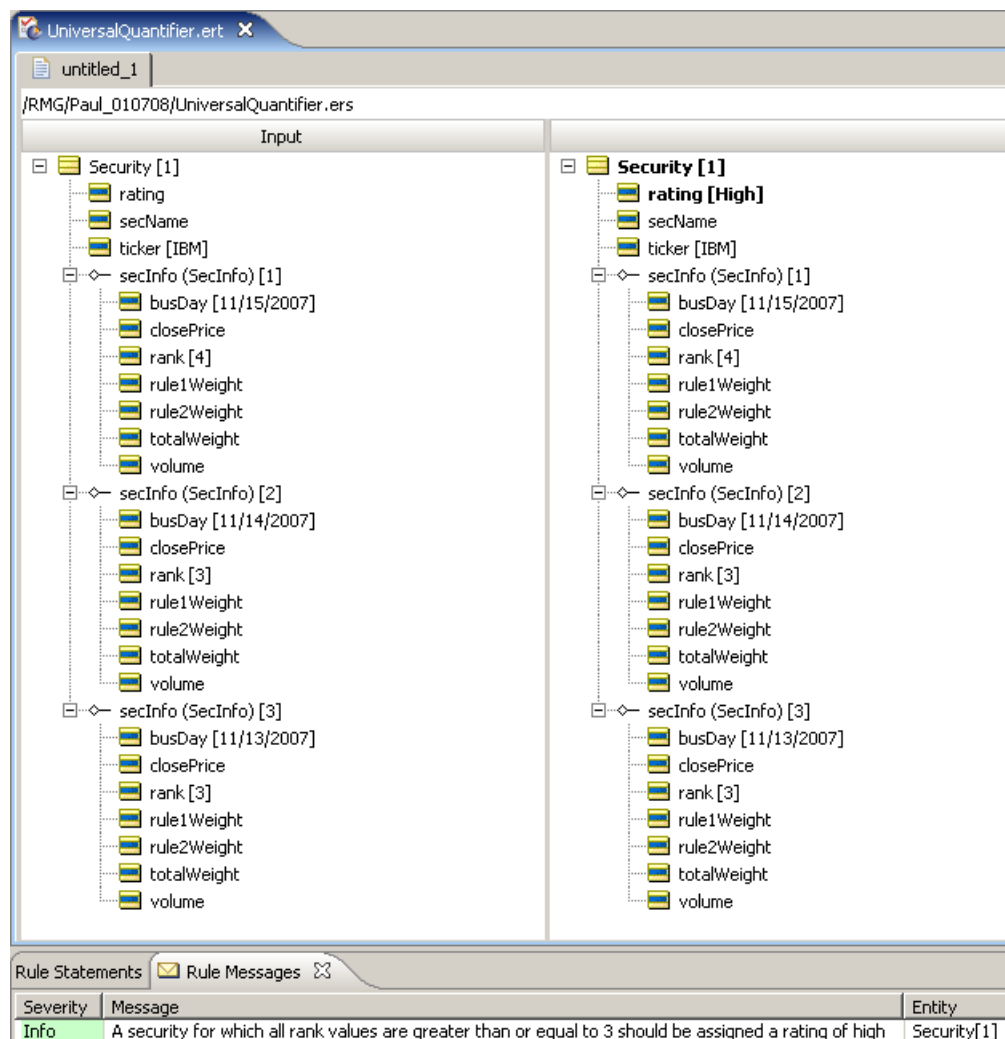 UniversalQuantifier.ert
untitled_1
/RMG/Paul_010708/UniversalQuantifier.ers
Input
Security [1]
rating
secName
ticker [IBM]
secInfo (SecInfo) [1]
busDay [11/15/2007]
closePrice
rank [4]
rule1Weight
rule2Weight
totalWeight
volume
secInfo (SecInfo) [2]
busDay [11/14/2007]
closePrice
rank [3]
rule1Weight
rule2Weight
totalWeight
volume
secInfo (SecInfo) [3]
busDay [11/13/2007]
closePrice
rank [3]
rule1Weight
rule2Weight
totalWeight
volume
Security [1]
rating [High]
secName
ticker [IBM]
secInfo (SecInfo) [1]
busDay [11/15/2007]
closePrice
rank [4]
rule1Weight
rule2Weight
totalWeight
volume
secInfo (SecInfo) [2]
busDay [11/14/2007]
closePrice
rank [3]
rule1Weight
rule2Weight
totalWeight
volume
secInfo (SecInfo) [3]
busDay [11/13/2007]
closePrice
rank [3]
rule1Weight
rule2Weight
totalWeight
volume
Rule Statements Rule Messages
Severity Message Entity
Info A security for which all rank values are greater than or equal to 3 should be assigned a rating of high Security[1]